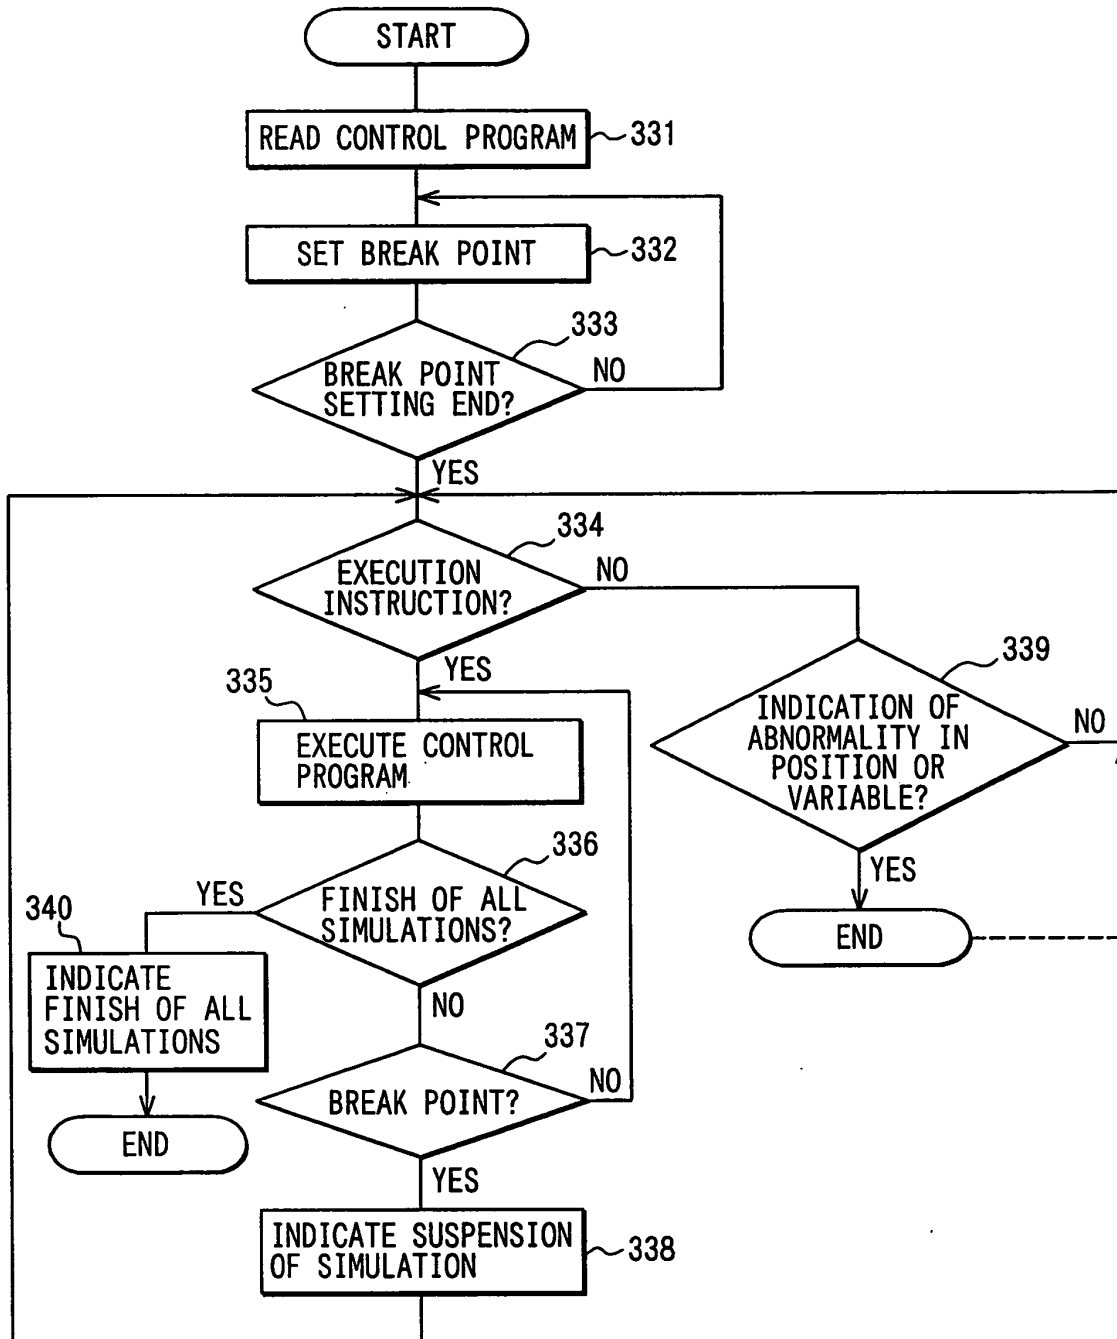 START
READ CONTROL PROGRAM
331
SET BREAK POINT
332
333
BREAK POINT
SETTING END?
NO
YES
334
EXECUTION
INSTRUCTION?
NO
YES
335
EXECUTE CONTROL
PROGRAM
339
INDICATION OF
ABNORMALITY IN
POSITION OR
VARIABLE?
NO
YES
END
336
FINISH OF ALL
SIMULATIONS?
YES
340
INDICATE
FINISH OF ALL
SIMULATIONS
END
NO
337
BREAK POINT?
NO
YES
INDICATE SUSPENSION
OF SIMULATION
338